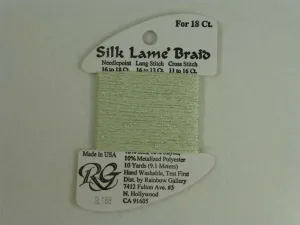 For 18 Ct.
Silk Lamé Braid
Needlepoint Long Stitch Cross Stitch
16 to 18 Ct. 16 to 13 Ct. 11 to 16 Ct.
Made in USA
RG
10% Metalized Polyester
10 Yards (9.1 Meters)
Hand Washable, Test First
Dist. by Rainbow Gallery
7412 Fulton Ave. #5
N. Hollywood
CA 91605